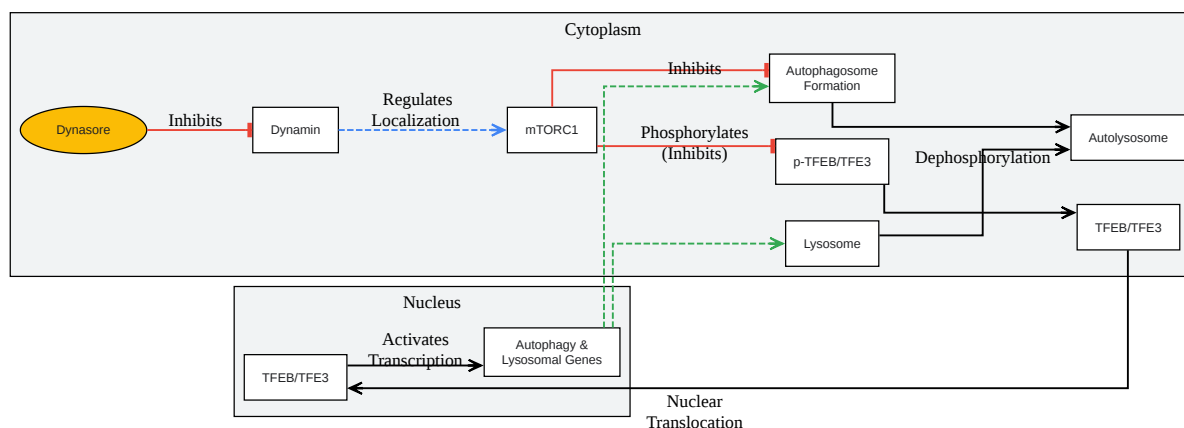 Cytoplasm
Inhibits
Autophagosome
Formation
Regulates
Localization
Dynasore
Inhibits
Dynamin
mTORC1
Phosphorylates
(Inhibits)
Autolysosome
p-TFEB/TFE3
Dephosphorylation
Lysosome
TFEB/TFE3
Nucleus
Activates
Transcription
Autophagy &
Lysosomal Genes
TFEB/TFE3
Nuclear
Translocation